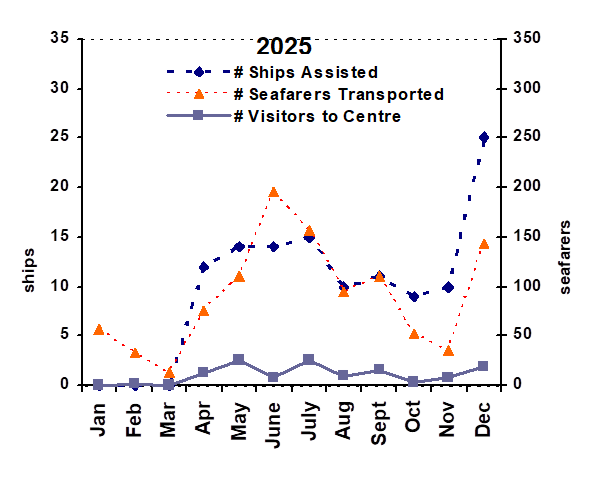 2025
# Ships Assisted
# Seafarers Transported
# Visitors to Centre
35
30
25
20
15
10
5
0
ships
350
300
250
200
150
100
50
0
seafarers
Jan
Feb
Mar
Apr
May
June
July
Aug
Sept
Oct
Nov
Dec